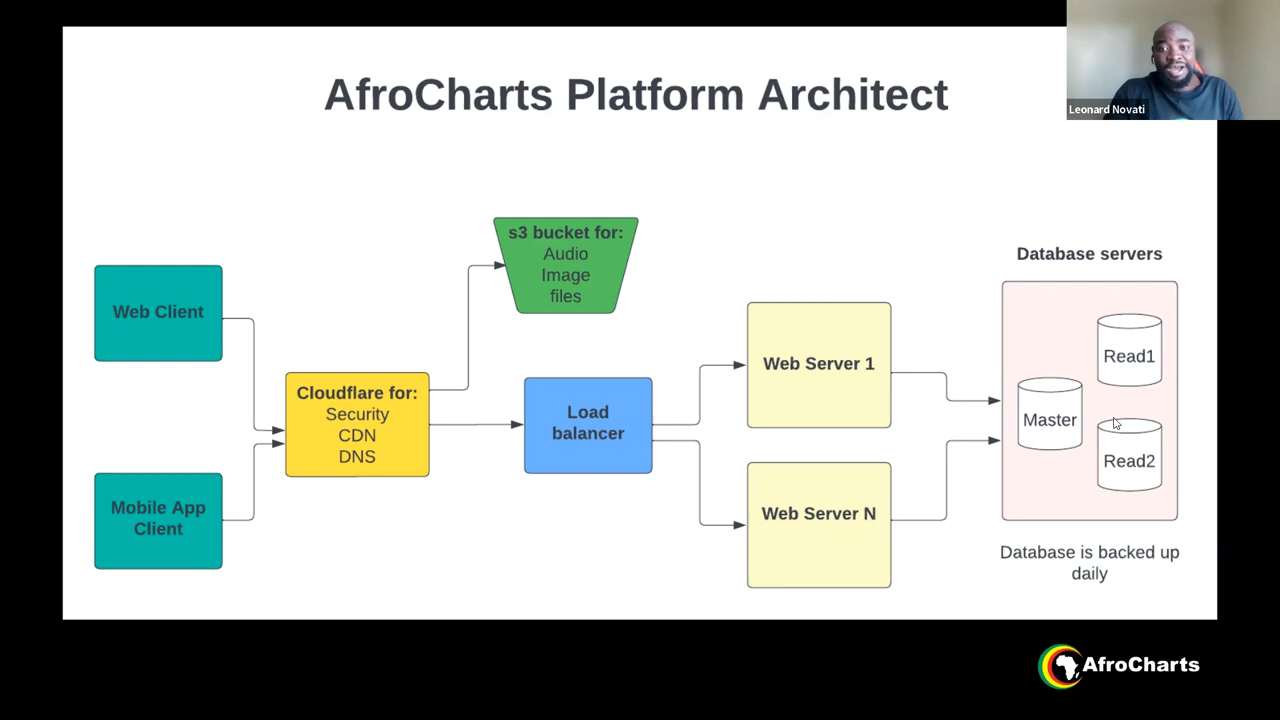 AfroCharts Platform Architect
Leonard Novati
s3 bucket for:
Audio
Image
files
Web Client
Cloudflare for:
Security
CDN
DNS
Mobile App
Client
Load
balancer
Web Server 1
Web Server N
Database servers
Read1
Master
Read2
Database is backed up
daily
AfroCharts